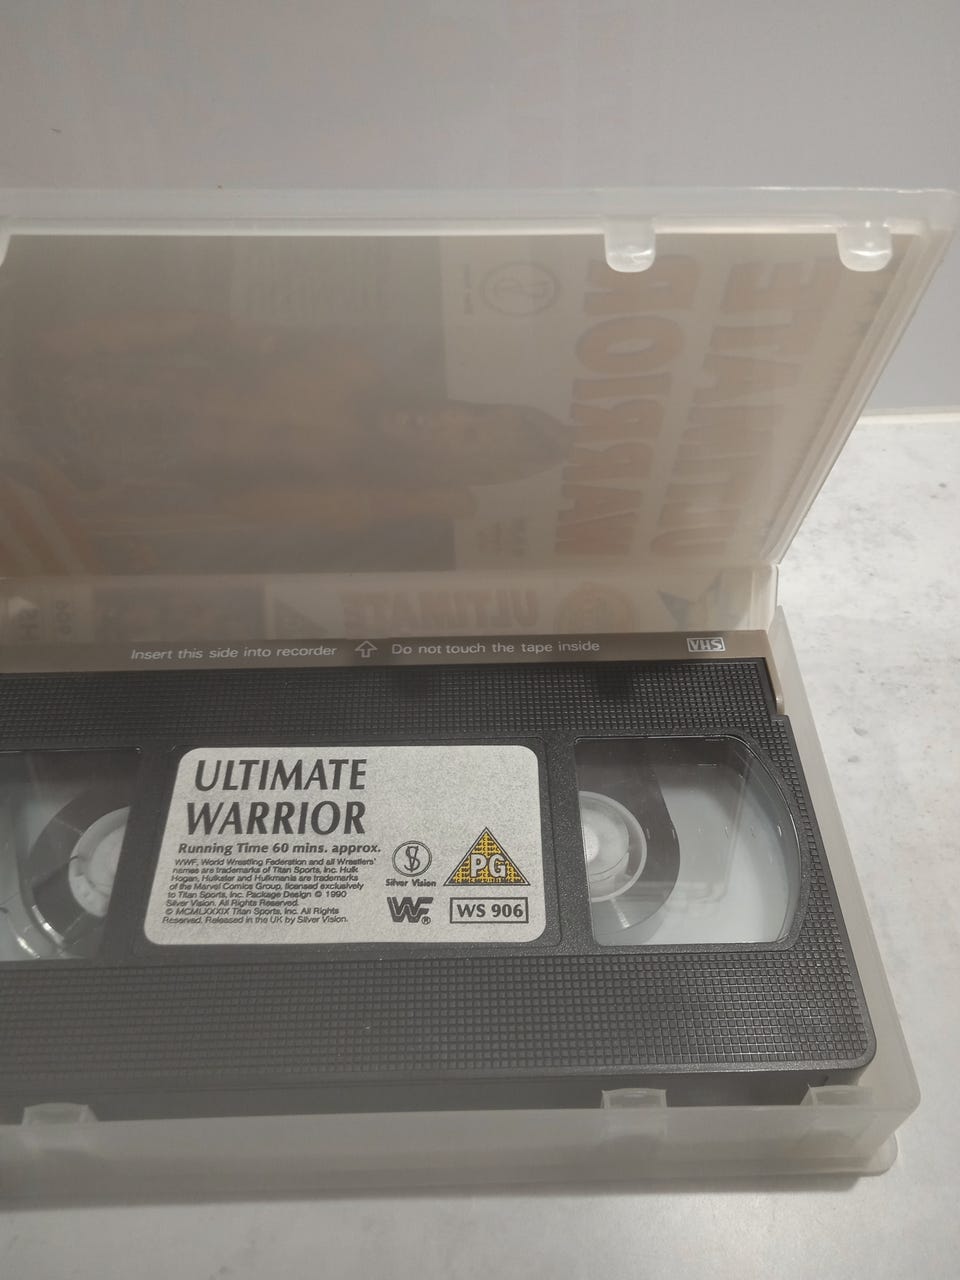 ULTIMATE
WARRIOR
ULTIMATE
Insert this side into recorder Do not touch the tape inside VHS
ULTIMATE
WARRIOR
Running Time 60 mins. approx.
WWF, World Wrestling Federation and all Wrestlers'
names are trademarks of Titan Sports, Inc. Hulk
Hogan, Hulkster and Hulkmania are trademarks
of the Marvel Comics Group, licensed exclusively
to Titan Sports, Inc. Package Design © 1990
Silver Vision. All Rights Reserved.
© MCMLXXXIX Titan Sports, Inc. All Rights
Reserved. Released in the UK by Silver Vision.
Silver Vision
PG
WF®
WS 906